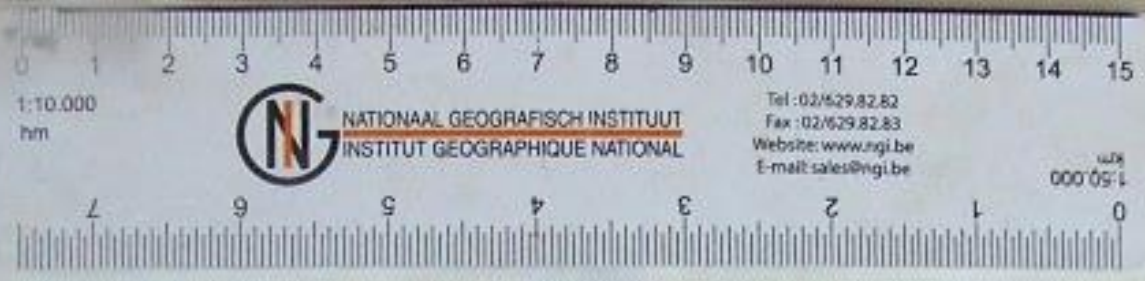 0 1 2 3 4 5 6 7 8 9 10 11 12 13 14 15
1:10.000
hm
NG
NATIONAAL GEOGRAFISCH INSTITUUT
INSTITUT GEOGRAPHIQUE NATIONAL
Tel :02/629.82.82
Fax :02/629.82.83
Website: www.ngi.be
E-mail: sales@ngi.be
1:50.000
km
7 6 5 4 3 2 1 0